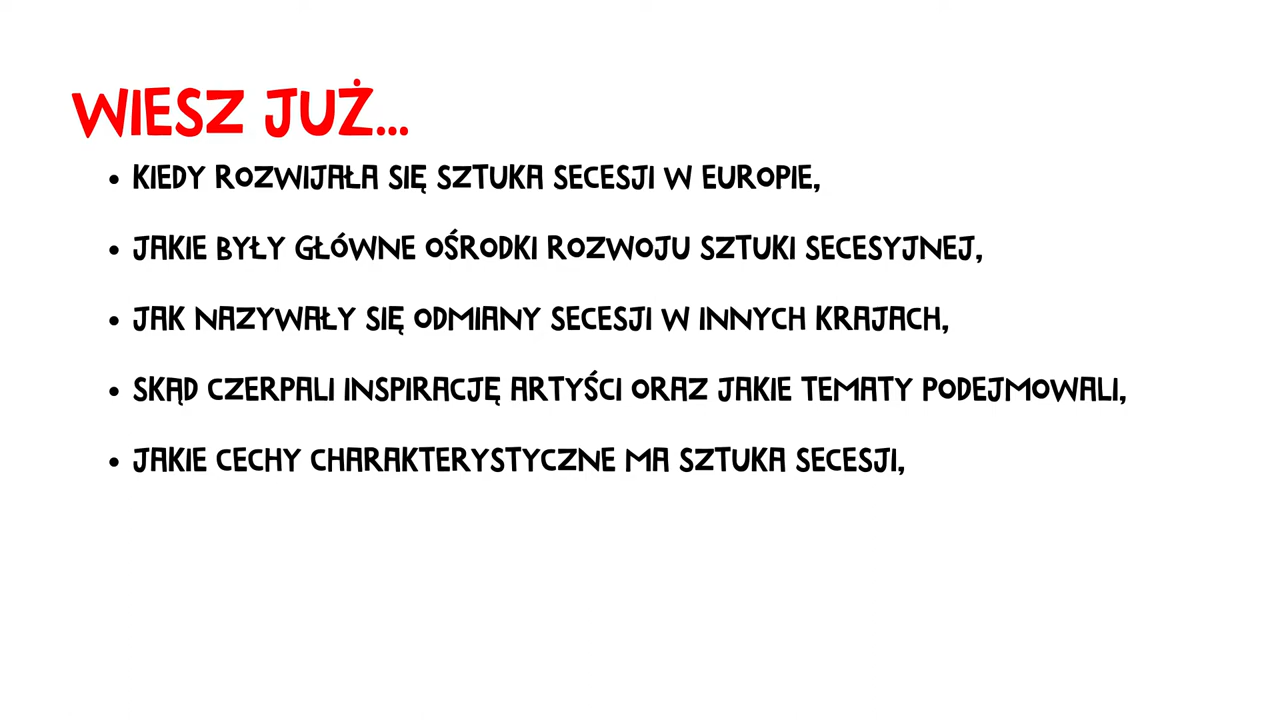 WIESZ JUŻ...
• KIEDY ROZWIJAŁA SIĘ SZTUKA SECESJI W EUROPIE,
• JAKIE BYŁY GŁÓWNE OŚRODKI ROZWOJU SZTUKI SECESYJNEJ,
• JAK NAZYWAŁY SIĘ ODMIANY SECESJI W INNYCH KRAJACH,
• SKĄD CZERPALI INSPIRACJĘ ARTYŚCI ORAZ JAKIE TEMATY PODEJMOWALI,
• JAKIE CECHY CHARAKTERYSTYCZNE MA SZTUKA SECESJI,